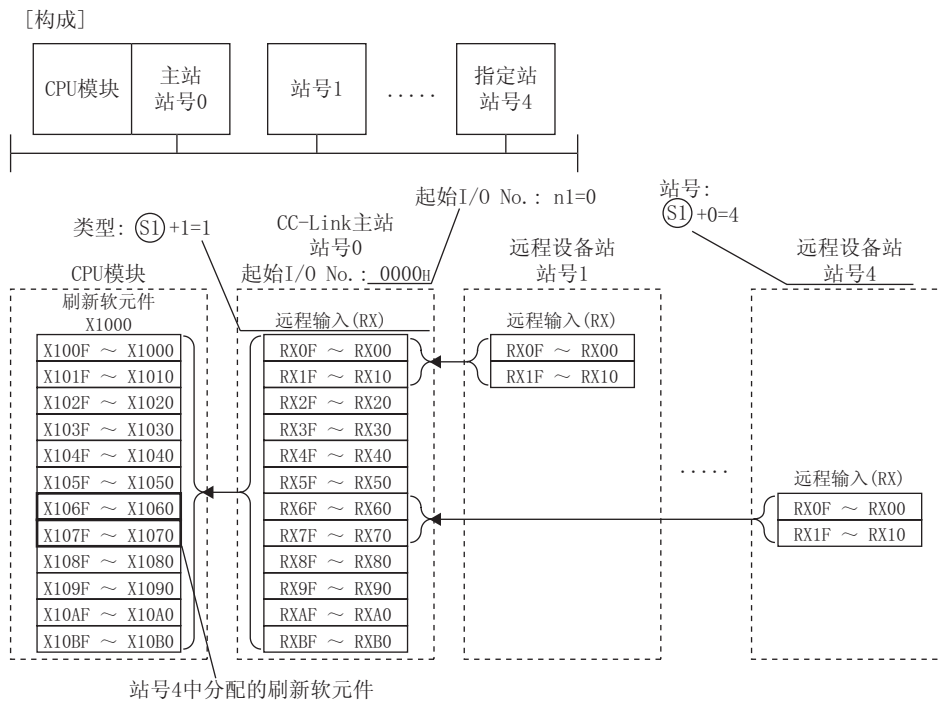 [构成]
CPU模块
主站
站号0
站号1
.....
指定站
站号4
起始I/O No.: n1=0
站号:
S1+0=4
类型: S1+1=1
CC-Link主站
站号0
起始I/O No.: 0000H
远程设备站
站号1
远程设备站
站号4
CPU模块
刷新软元件
X1000
X100F ～ X1000
X101F ～ X1010
X102F ～ X1020
X103F ～ X1030
X104F ～ X1040
X105F ～ X1050
X106F ～ X1060
X107F ～ X1070
X108F ～ X1080
X109F ～ X1090
X10AF ～ X10A0
X10BF ～ X10B0
远程输入(RX)
RX0F ～ RX00
RX1F ～ RX10
RX2F ～ RX20
RX3F ～ RX30
RX4F ～ RX40
RX5F ～ RX50
RX6F ～ RX60
RX7F ～ RX70
RX8F ～ RX80
RX9F ～ RX90
RXAF ～ RXA0
RXBF ～ RXB0
远程输入(RX)
RX0F ～ RX00
RX1F ～ RX10
.....
远程输入(RX)
RX0F ～ RX00
RX1F ～ RX10
站号4中分配的刷新软元件